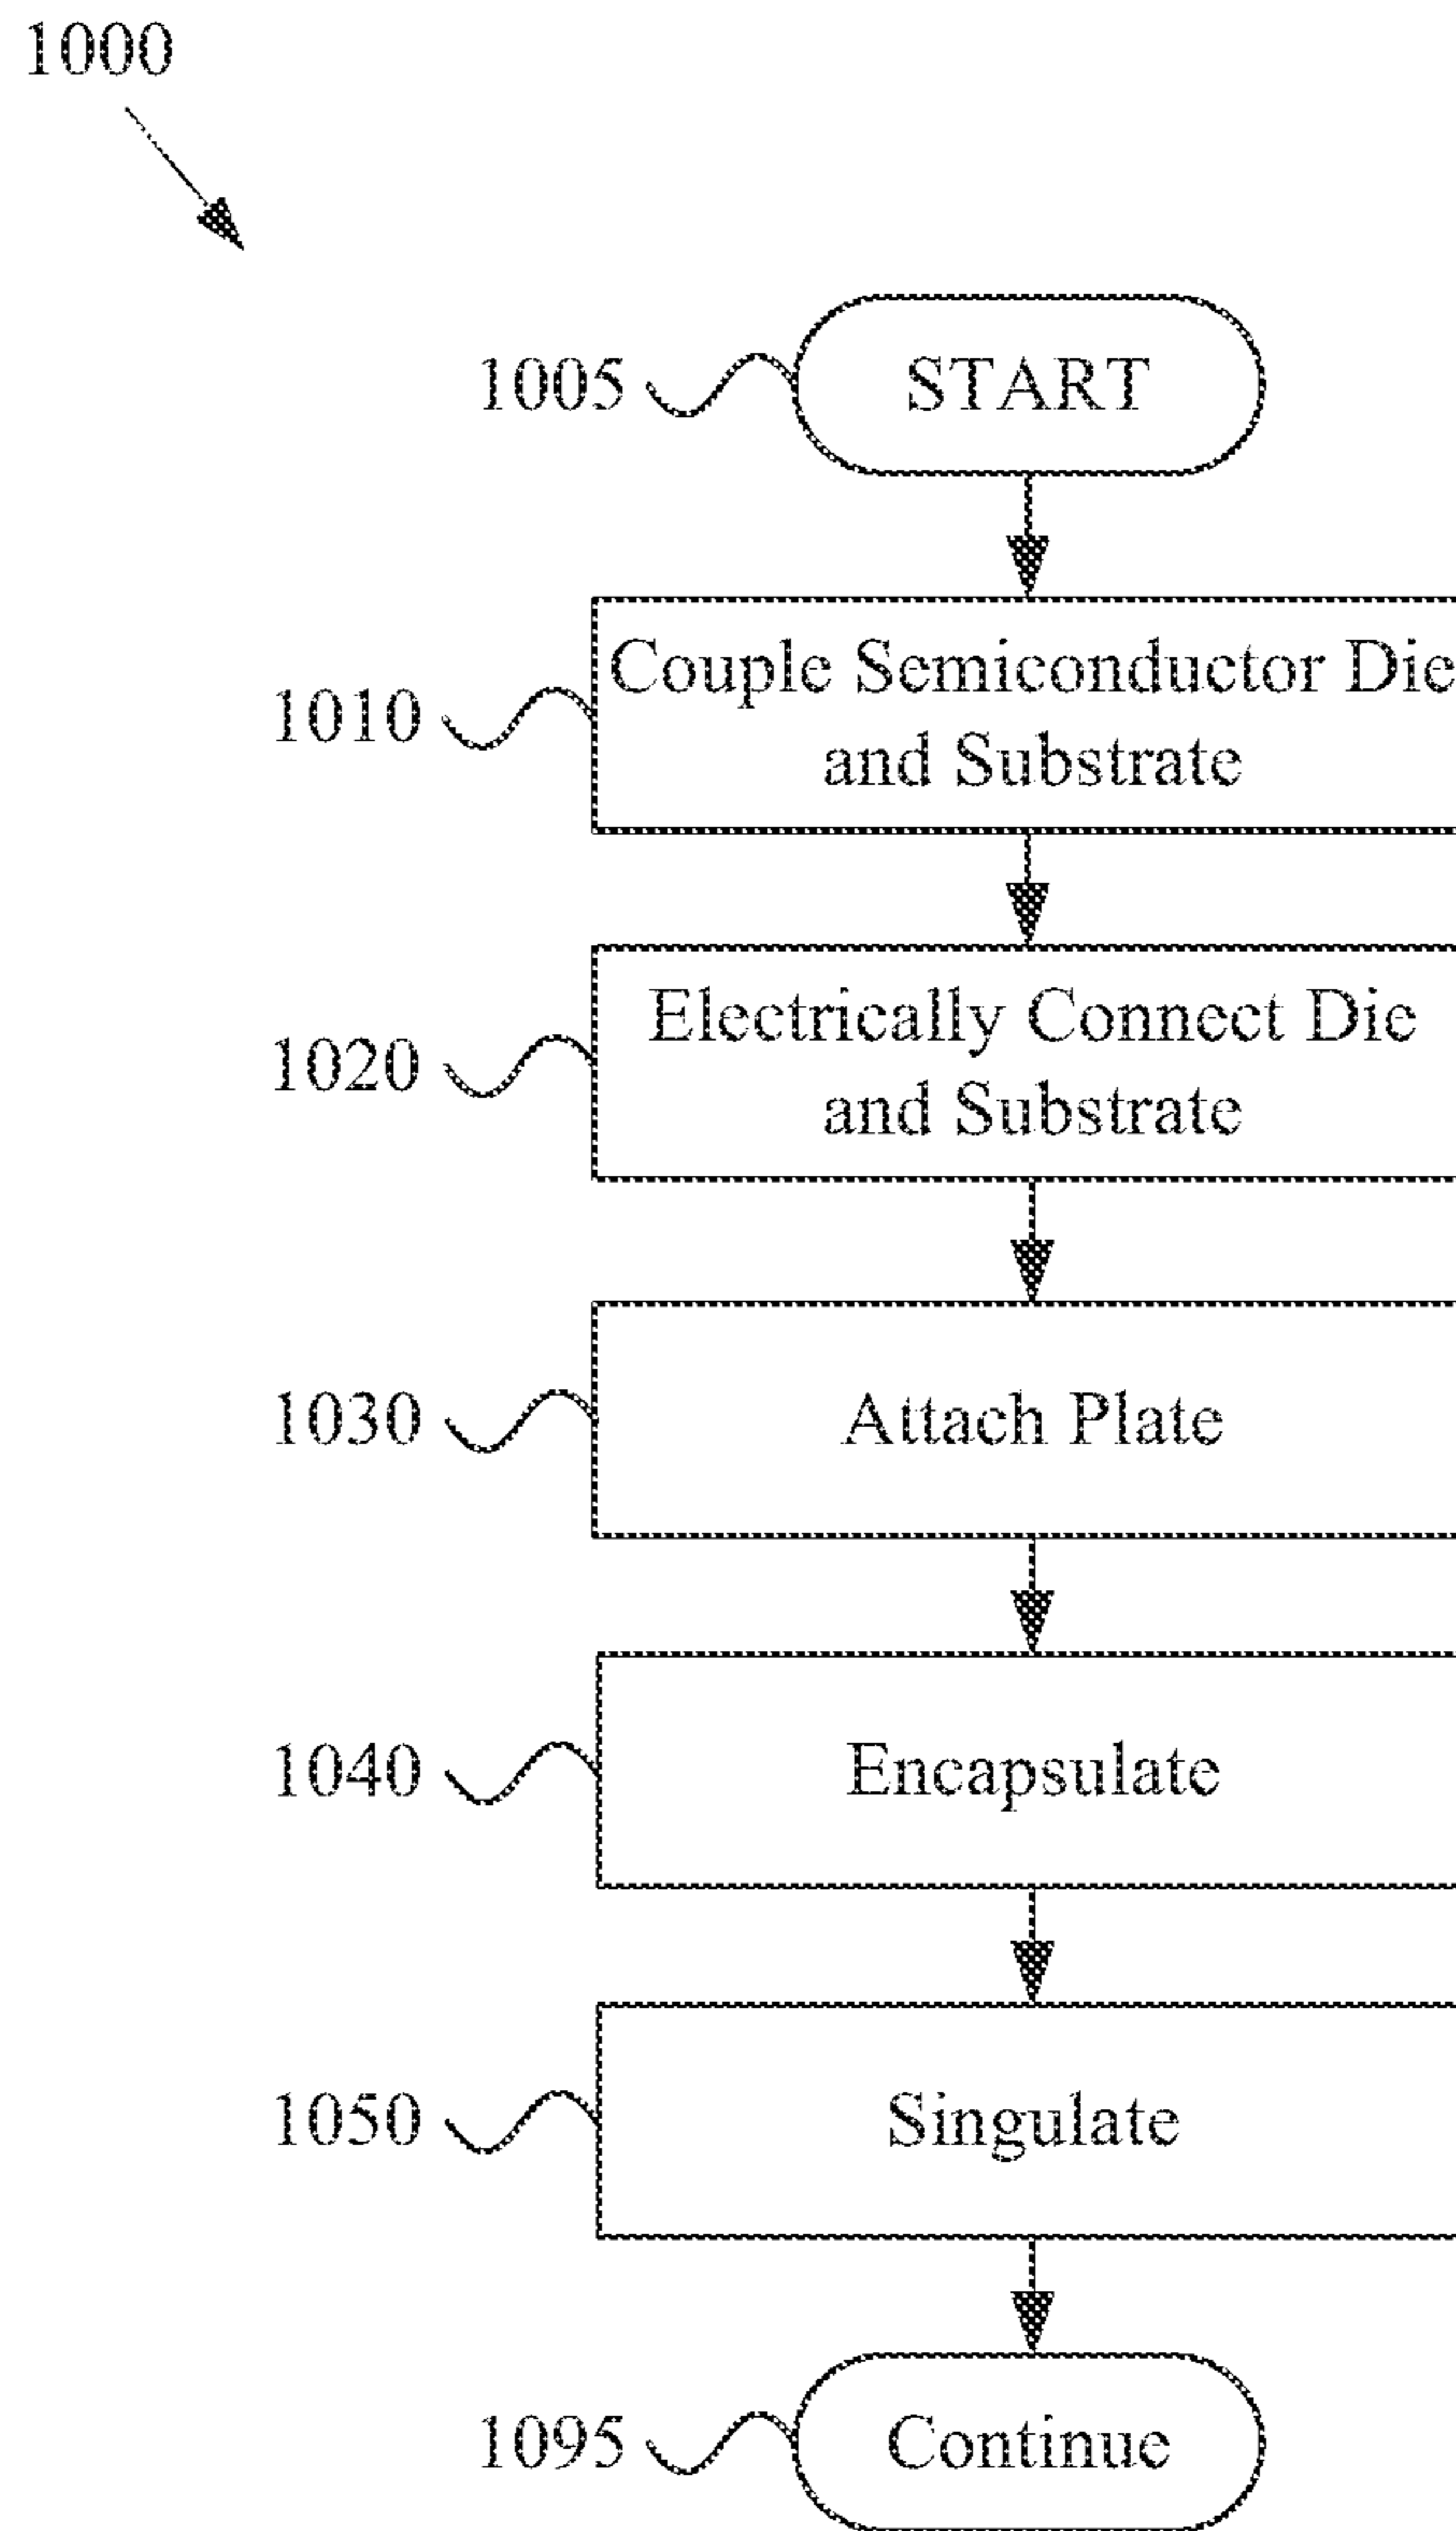 1000
1005 START
1010 Couple Semiconductor Die
and Substrate
1020 Electrically Connect Die
and Substrate
1030 Attach Plate
1040 Encapsulate
1050 Singulate
1095 Continue